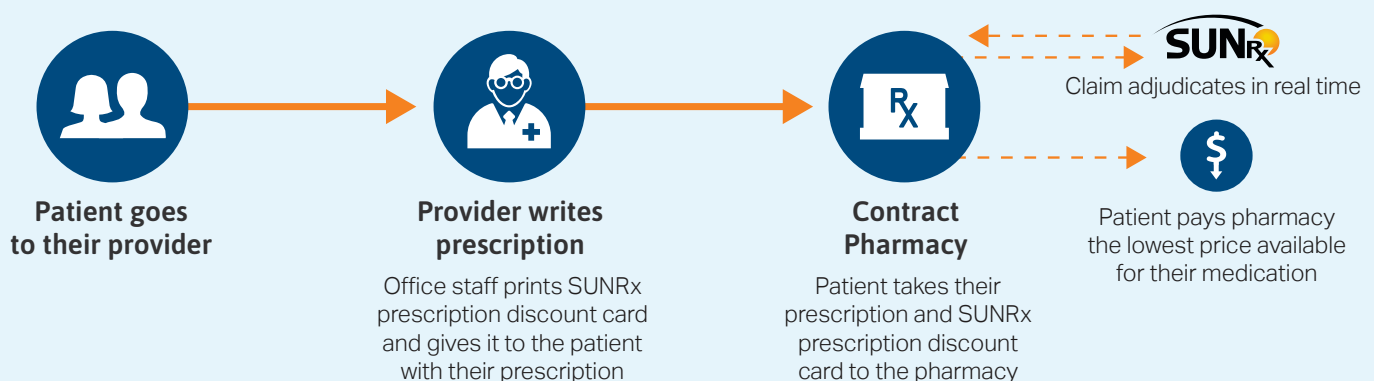 Patient goes
to their provider
Provider writes
prescription
Office staff prints SUNRx
prescription discount card
and gives it to the patient
with their prescription
Rx
Contract
Pharmacy
Patient takes their
prescription and SUNRx
prescription discount
card to the pharmacy
SUNRx
Claim adjudicates in real time
$
Patient pays pharmacy
the lowest price available
for their medication